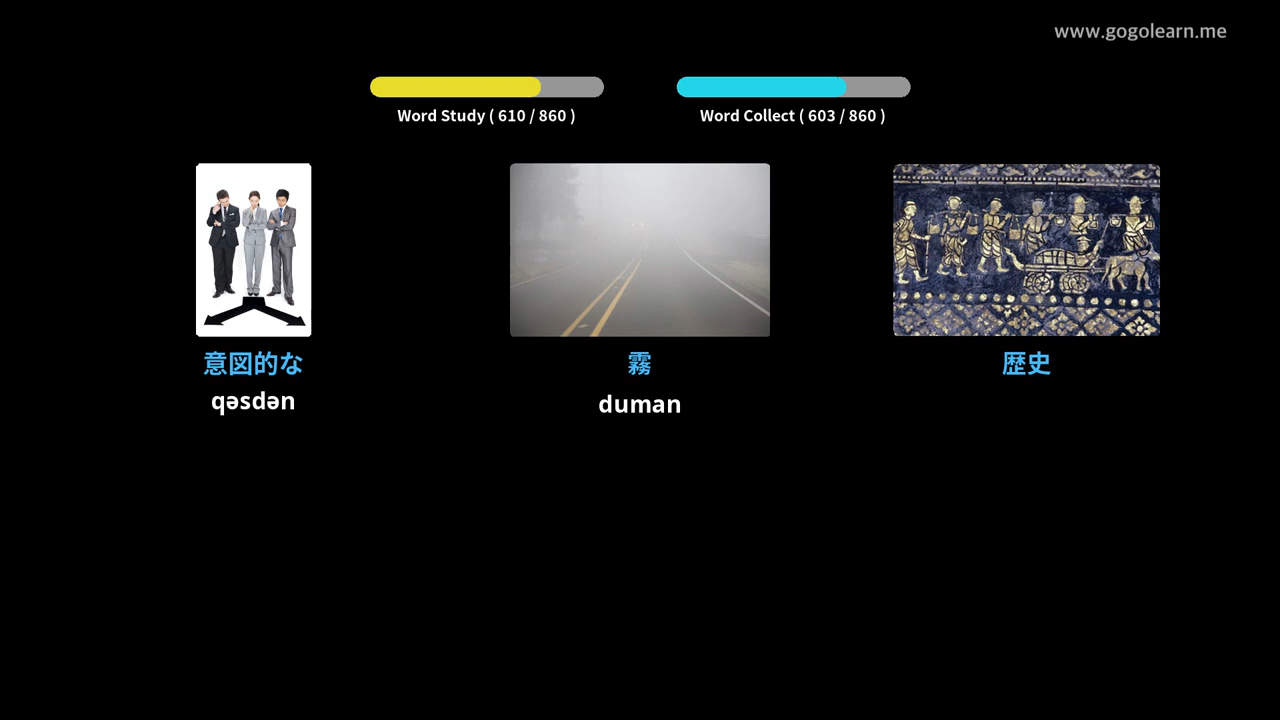 www.gogolearn.me
Word Study ( 610 / 860 )
Word Collect ( 603 / 860 )
意図的な
qəsdən
霧
duman
歴史